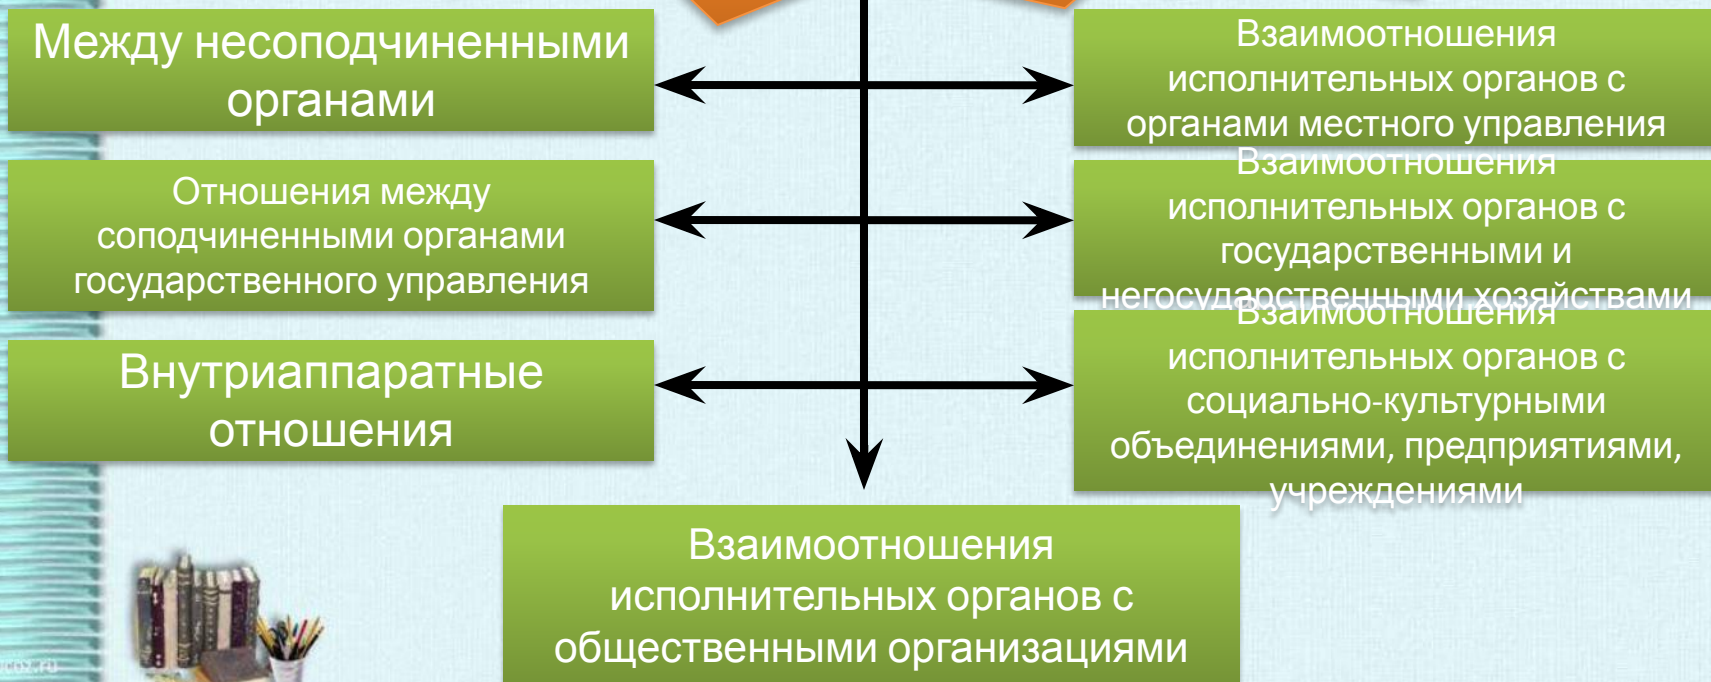 Между несоподчиненными
органами
Отношения между
соподчиненными органами
государственного управления
Внутриаппаратные
отношения
Взаимоотношения
исполнительных органов с
органами местного управления
Взаимоотношения
исполнительных органов с
государственными и
негосударственными хозяйствами
Взаимоотношения
исполнительных органов с
социально-культурными
объединениями, предприятиями,
учреждениями
Взаимоотношения
исполнительных органов с
общественными организациями